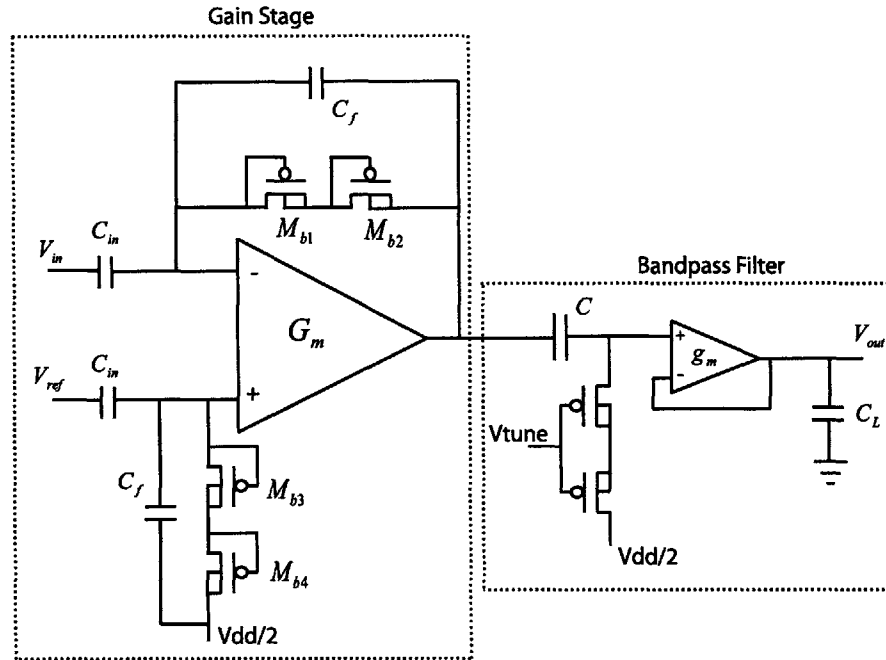 Gain Stage
C_f
M_b1 M_b2
C_in
V_in
-
G_m
V_ref
C_in
+
C_f
M_b3
M_b4
Vdd/2
Bandpass Filter
C
+
g_m
-
V_out
C_L
Vtune
Vdd/2